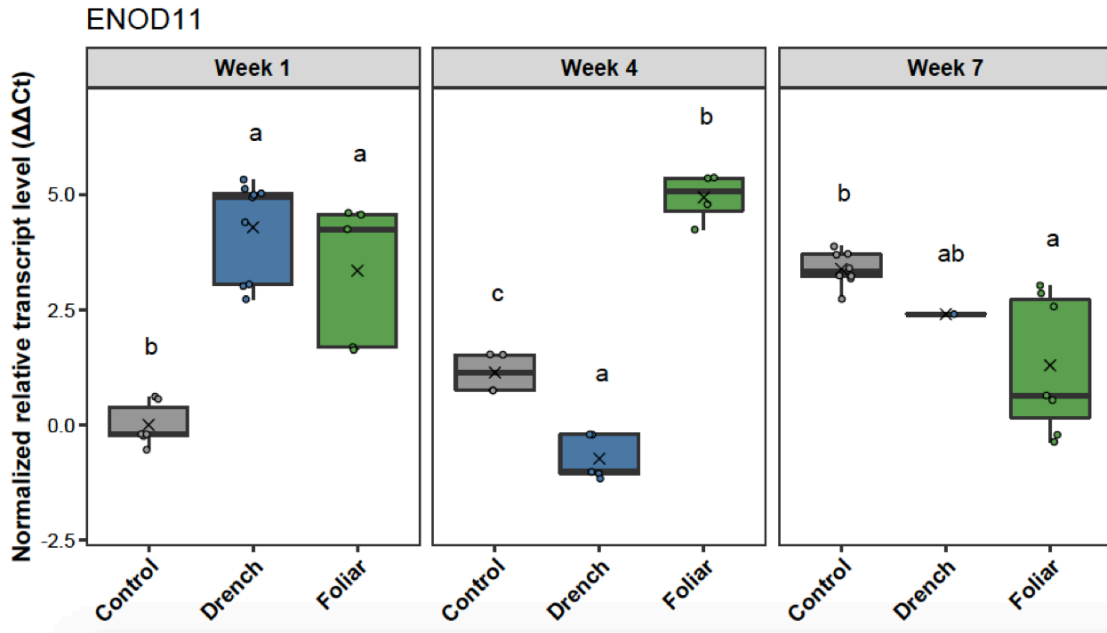 ENOD11
Week 1 Week 4 Week 7
Normalized relative transcript level (ΔΔCt)
5.0
2.5
0.0
-2.5
b a a
c a b
b ab a
Control Drench Foliar Control Drench Foliar Control Drench Foliar